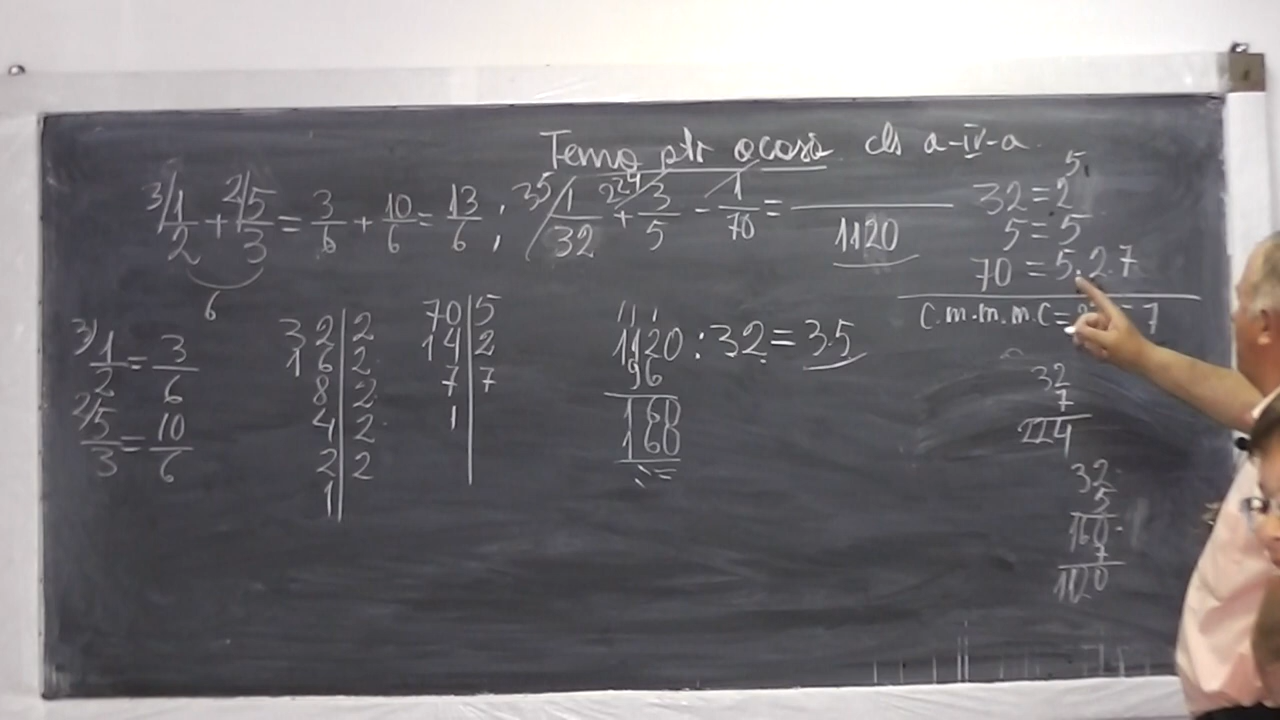 Tema ptr acasă cls a-IV-a.
3/1/2 + 2/5/3 = 3/6 + 10/6 = 13/6 ; 35/1/32 + 224/3/5 - /1/70 = /1120
6
3/1/2 = 3/6
2/5/3 = 10/6
32 | 2
16 | 2
8 | 2
4 | 2
2 | 2
1 |
70 | 5
14 | 2
7 | 7
1 |
1120 : 32 = 35
96
160
160
32 = 2^5
5 = 5
70 = 5.2.7
c.m.m.m.c =
7
32
7
224
32
5
160
7
1120